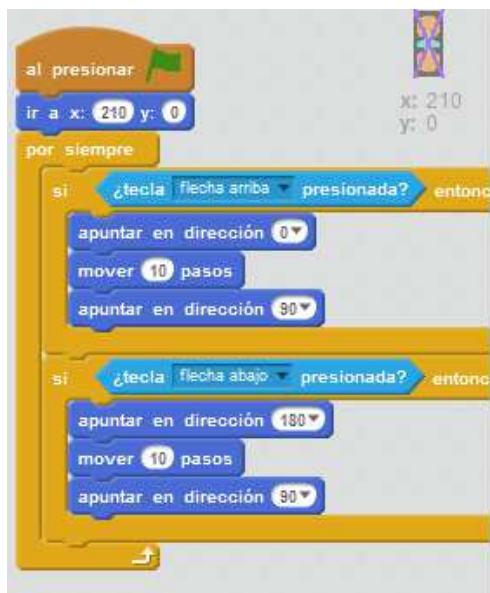 al presionar
x: 210
y: 0
ir a x: 210 y: 0
por siempre
si ¿tecla flecha arriba presionada? entonc
apuntar en dirección 0
mover 10 pasos
apuntar en dirección 90
si ¿tecla flecha abajo presionada? entonc
apuntar en dirección 180
mover 10 pasos
apuntar en dirección 90